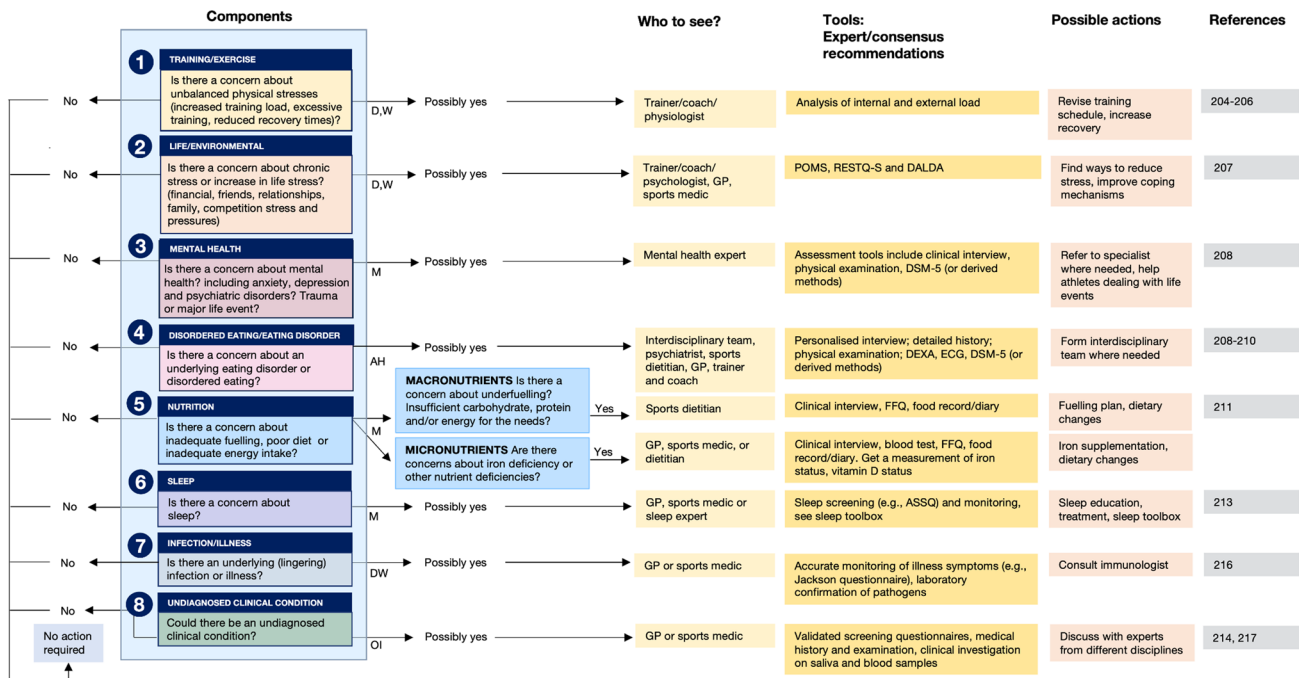 Components
Who to see?
Tools:
Expert/consensus
recommendations
Possible actions
References
1
TRAINING/EXERCISE
Is there a concern about
unbalanced physical stresses
(increased training load, excessive
training, reduced recovery times)?
No
D,W
Possibly yes
Trainer/coach/
physiologist
Analysis of internal and external load
Revise training
schedule, increase
recovery
204-206
2
LIFE/ENVIRONMENTAL
Is there a concern about chronic
stress or increase in life stress?
(financial, friends, relationships,
family, competition stress and
pressures)
No
D,W
Possibly yes
Trainer/coach/
psychologist, GP,
sports medic
POMS, RESTQ-S and DALDA
Find ways to reduce
stress, improve coping
mechanisms
207
3
MENTAL HEALTH
Is there a concern about mental
health? including anxiety, depression
and psychiatric disorders? Trauma
or major life event?
No
M
Possibly yes
Mental health expert
Assessment tools include clinical interview,
physical examination, DSM-5 (or derived
methods)
Refer to specialist
where needed, help
athletes dealing with life
events
208
4
DISORDERED EATING/EATING DISORDER
Is there a concern about an
underlying eating disorder or
disordered eating?
No
AH
Possibly yes
Interdisciplinary team,
psychiatrist, sports
dietitian, GP, trainer
and coach
Personalised interview; detailed history;
physical examination; DEXA, ECG, DSM-5 (or
derived methods)
Form interdisciplinary
team where needed
208-210
5
NUTRITION
Is there a concern about
inadequate fuelling, poor diet or
inadequate energy intake?
No
M
MACRONUTRIENTS Is there a
concern about underfuelling?
Insufficient carbohydrate, protein
and/or energy for the needs?
Yes
Sports dietitian
Clinical interview, FFQ, food record/diary
Fuelling plan, dietary
changes
211
MICRONUTRIENTS Are there
concerns about iron deficiency or
other nutrient deficiencies?
Yes
GP, sports medic, or
dietitian
Clinical interview, blood test, FFQ, food
record/diary. Get a measurement of iron
status, vitamin D status
Iron supplementation,
dietary changes
6
SLEEP
Is there a concern about
sleep?
No
M
Possibly yes
GP, sports medic or
sleep expert
Sleep screening (e.g., ASSQ) and monitoring,
see sleep toolbox
Sleep education,
treatment, sleep toolbox
213
7
INFECTION/ILLNESS
Is there an underlying (lingering)
infection or illness?
No
DW
Possibly yes
GP or sports medic
Accurate monitoring of illness symptoms (e.g.,
Jackson questionnaire), laboratory
confirmation of pathogens
Consult immunologist
216
8
UNDIAGNOSED CLINICAL CONDITION
Could there be an undiagnosed
clinical condition?
No
OI
Possibly yes
GP or sports medic
Validated screening questionnaires, medical
history and examination, clinical investigation
on saliva and blood samples
Discuss with experts
from different disciplines
214, 217
No action
required